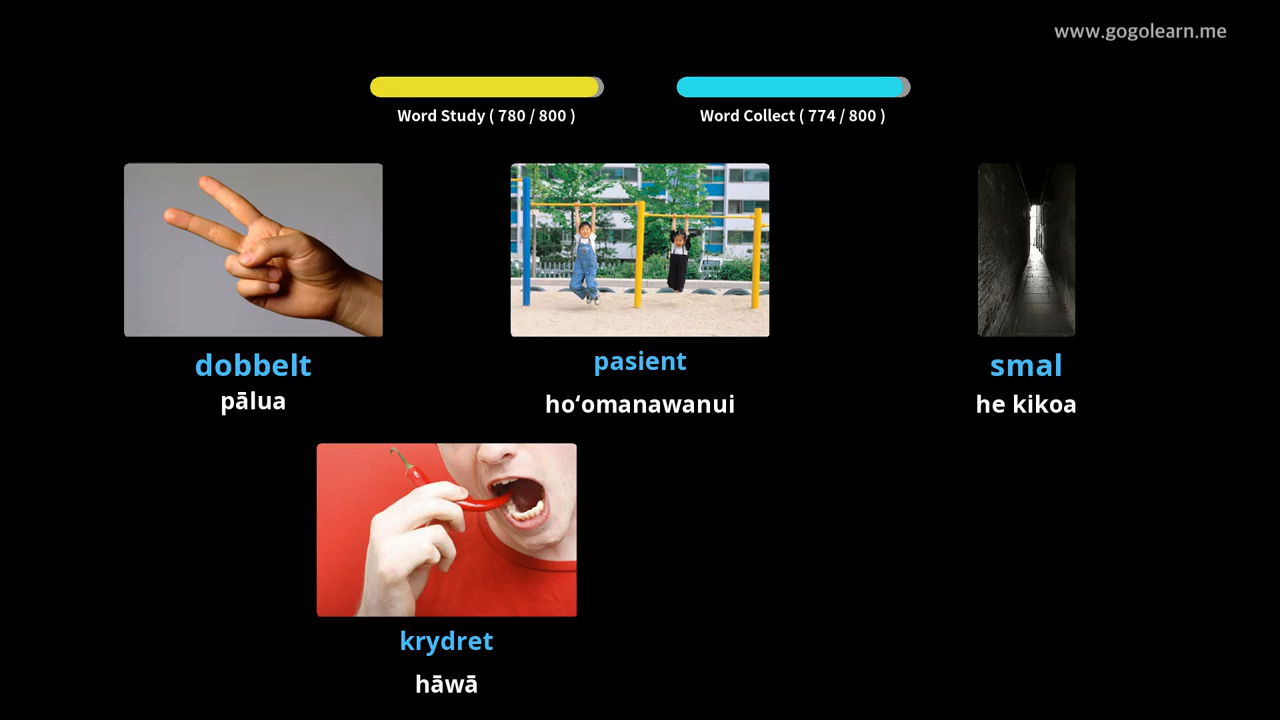 www.gogolearn.me
Word Study ( 780 / 800 )
Word Collect ( 774 / 800 )
dobbelt
pālua
pasient
hoʻomanawanui
smal
he kikoa
krydret
hāwā